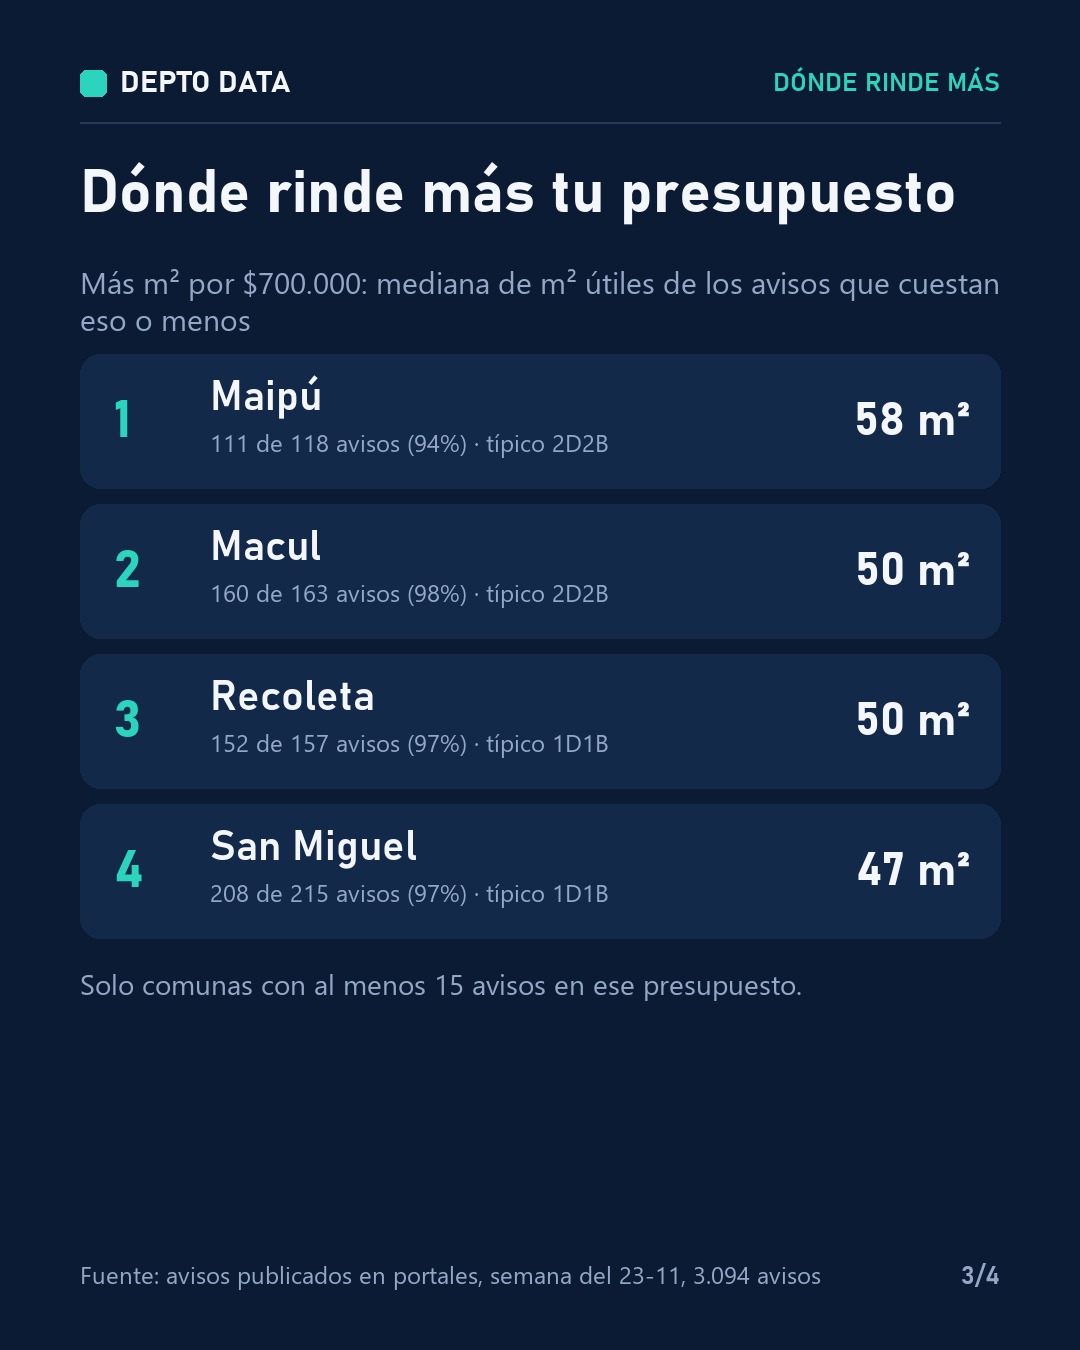 DEPTO DATA
DÓNDE RINDE MÁS
Dónde rinde más tu presupuesto
Más m² por $700.000: mediana de m² útiles de los avisos que cuestan
eso o menos
1
Maipú
111 de 118 avisos (94%) · típico 2D2B
58 m²
2
Macul
160 de 163 avisos (98%) · típico 2D2B
50 m²
3
Recoleta
152 de 157 avisos (97%) · típico 1D1B
50 m²
4
San Miguel
208 de 215 avisos (97%) · típico 1D1B
47 m²
Solo comunas con al menos 15 avisos en ese presupuesto.
Fuente: avisos publicados en portales, semana del 23-11, 3.094 avisos
3/4